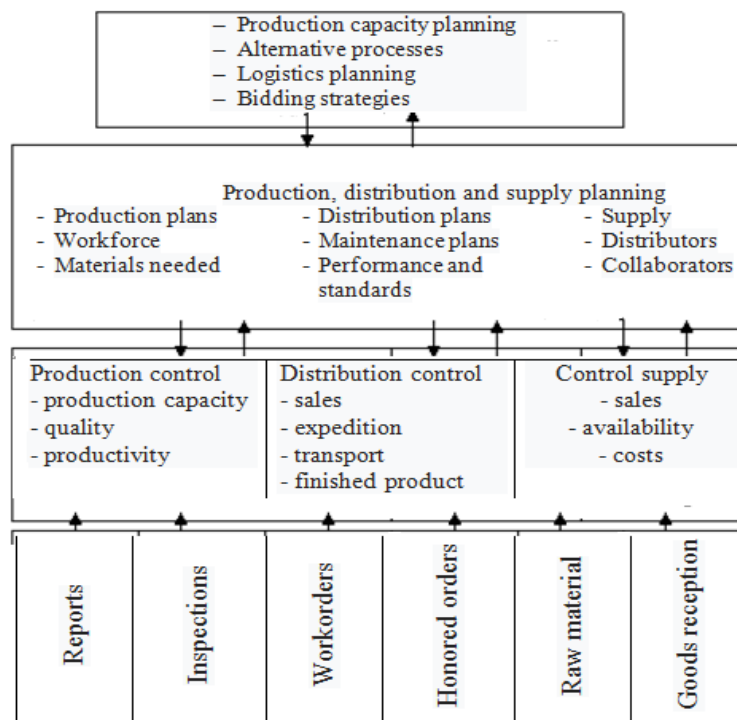 – Production capacity planning
– Alternative processes
– Logistics planning
– Bidding strategies
Production, distribution and supply planning
- Production plans
- Workforce
- Materials needed
- Distribution plans
- Maintenance plans
- Performance and
standards
- Supply
- Distributors
- Collaborators
Production control
- production capacity
- quality
- productivity
Distribution control
- sales
- expedition
- transport
- finished product
Control supply
- sales
- availability
- costs
Reports
Inspections
Workorders
Honored orders
Raw material
Goods reception